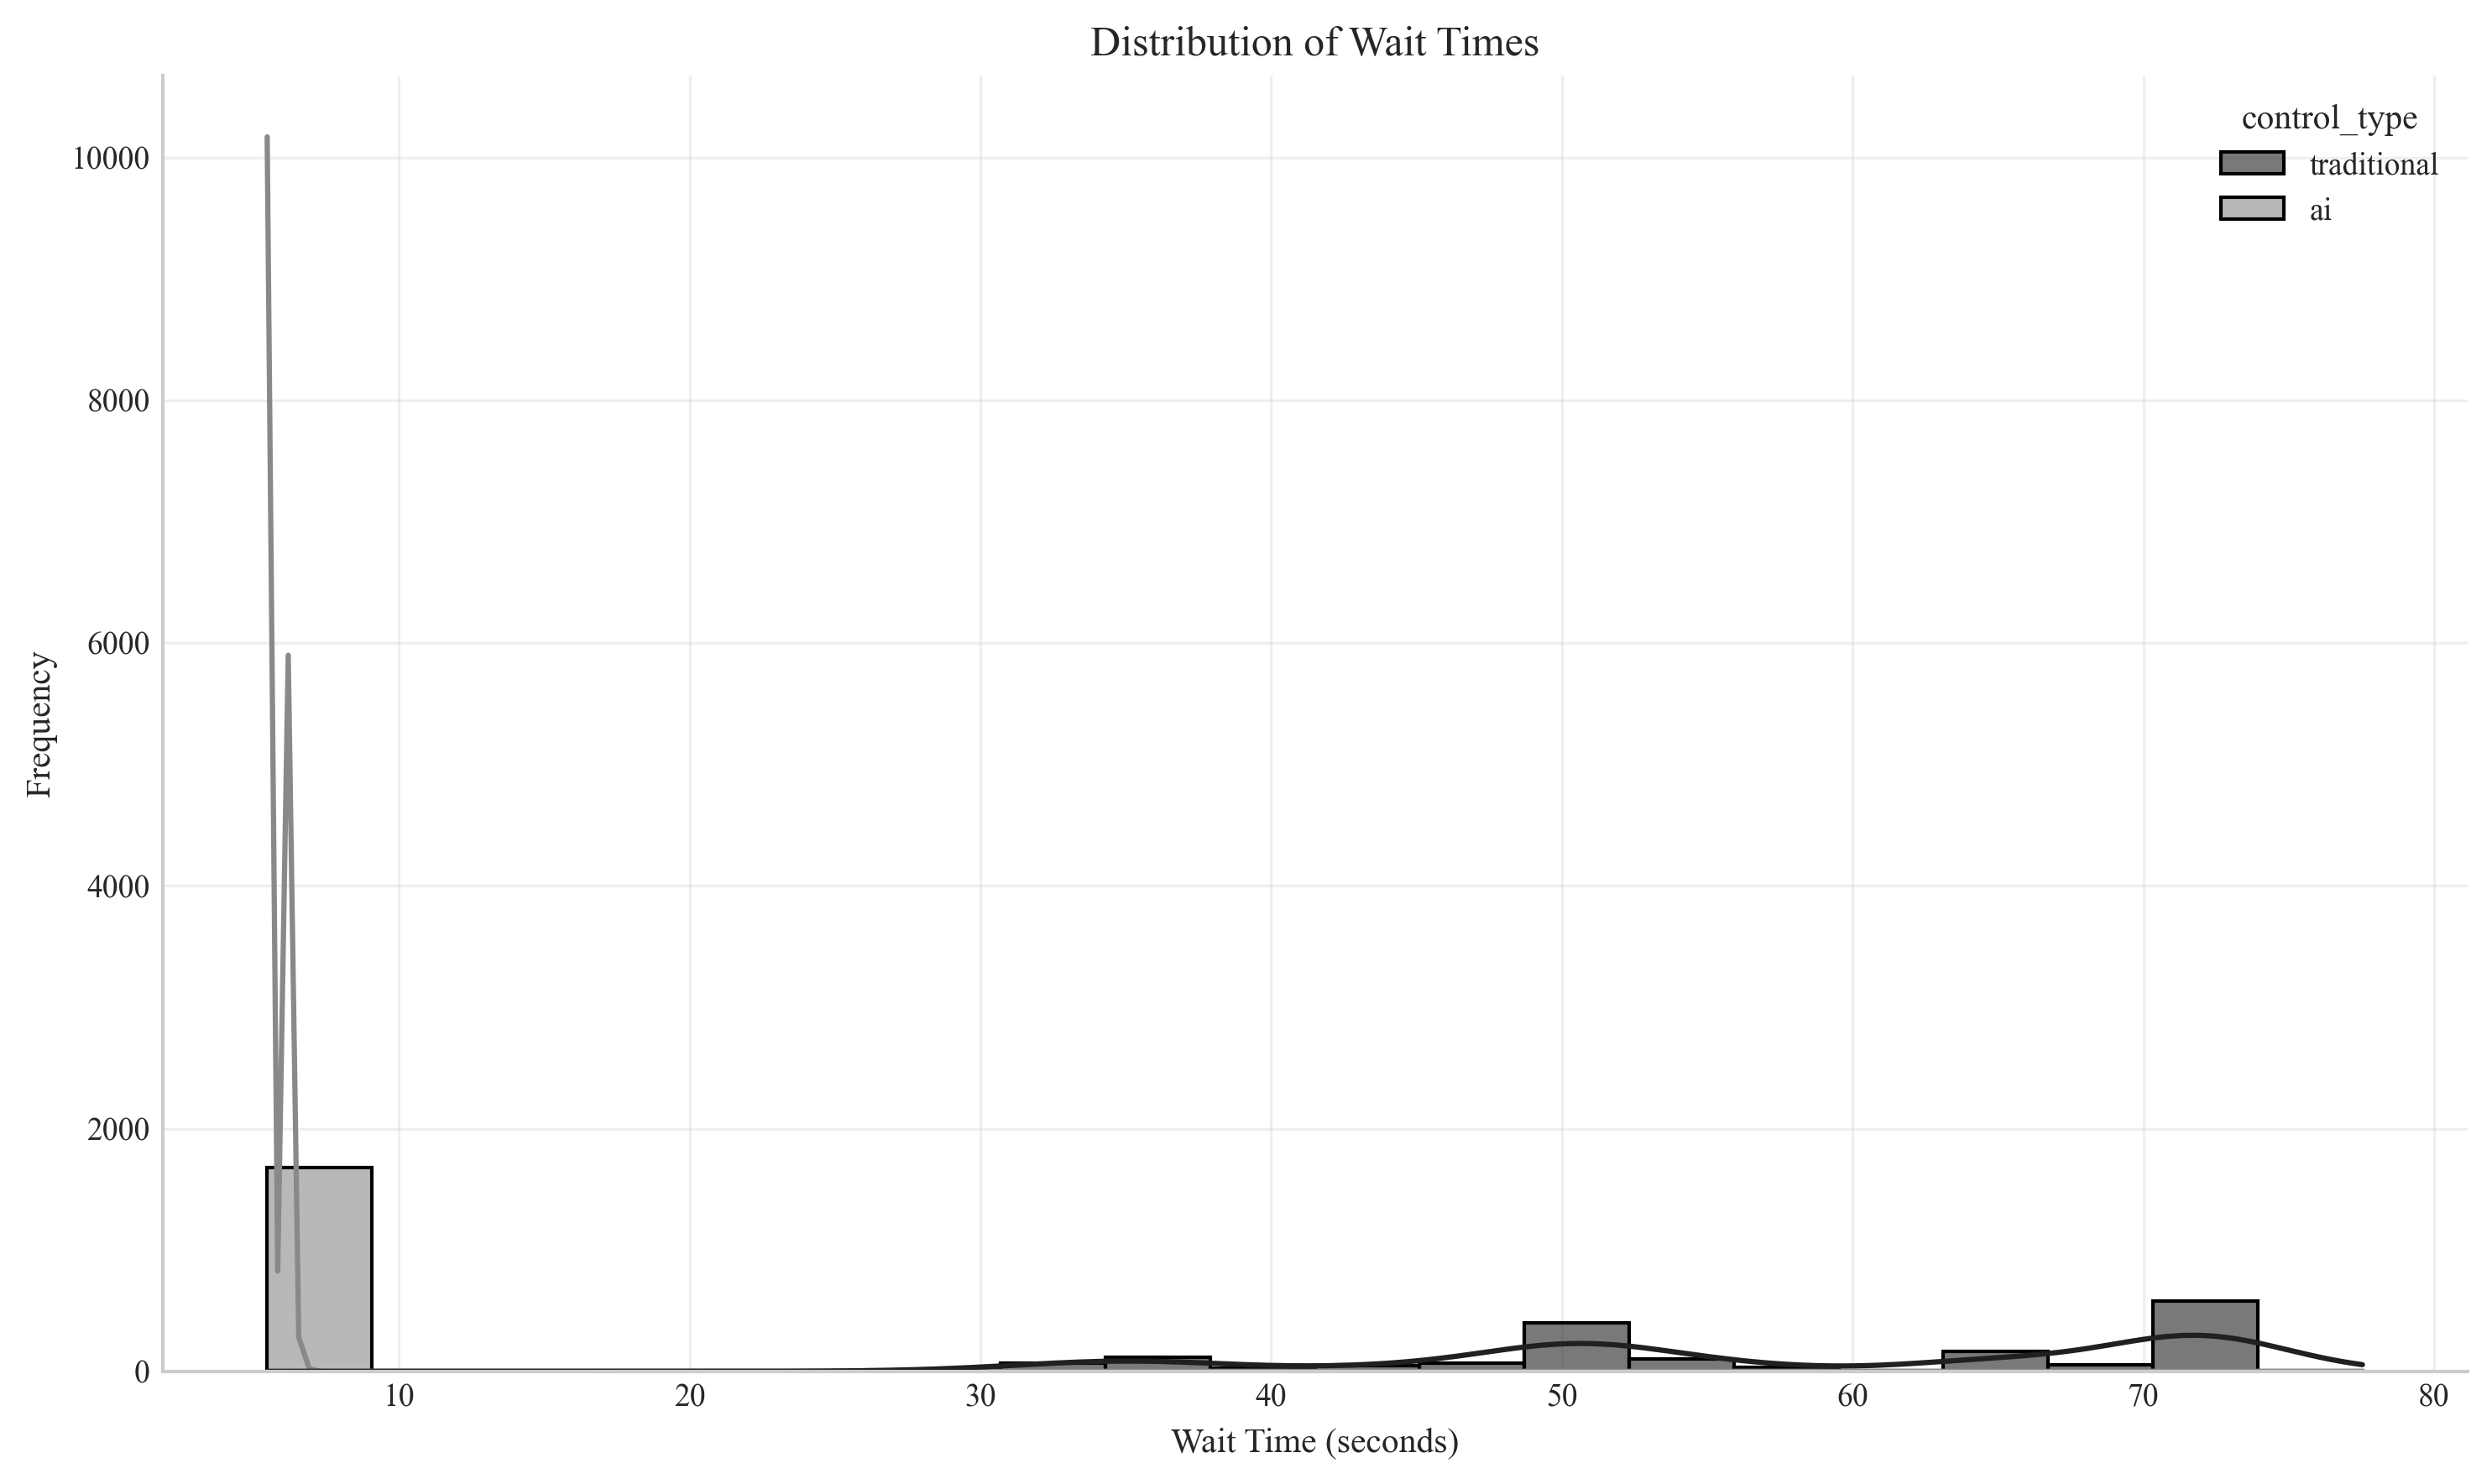 Distribution of Wait Times
control_type
traditional
ai
10000
8000
6000
4000
2000
0
Frequency
10 20 30 40 50 60 70 80
Wait Time (seconds)